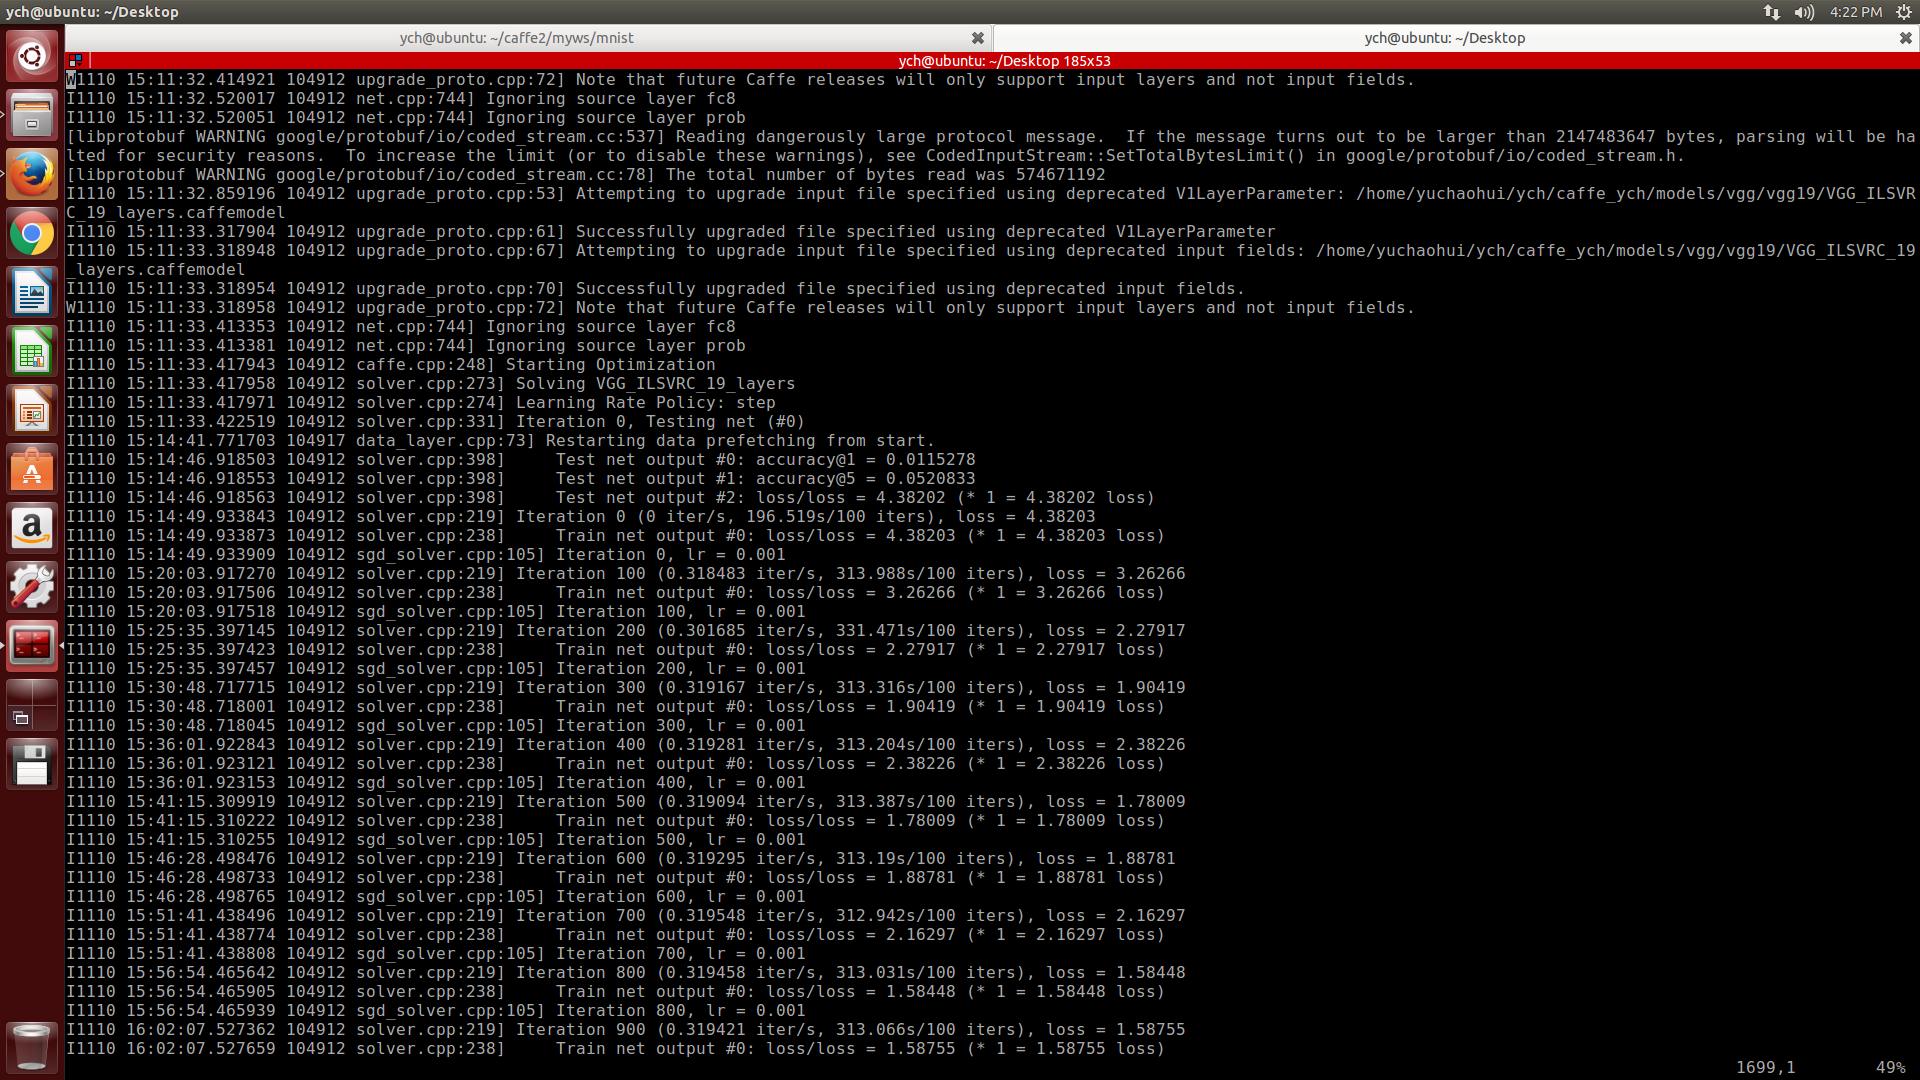 ych@ubuntu: ~/Desktop
4:22 PM
ych@ubuntu: ~/caffe2/myws/mnist
ych@ubuntu: ~/Desktop
ych@ubuntu: ~/Desktop 185x53
W1110 15:11:32.414921 104912 upgrade_proto.cpp:72] Note that future Caffe releases will only support input layers and not input fields.
I1110 15:11:32.520017 104912 net.cpp:744] Ignoring source layer fc8
I1110 15:11:32.520051 104912 net.cpp:744] Ignoring source layer prob
[libprotobuf WARNING google/protobuf/io/coded_stream.cc:537] Reading dangerously large protocol message.  If the message turns out to be larger than 2147483647 bytes, parsing will be ha
lted for security reasons.  To increase the limit (or to disable these warnings), see CodedInputStream::SetTotalBytesLimit() in google/protobuf/io/coded_stream.h.
[libprotobuf WARNING google/protobuf/io/coded_stream.cc:78] The total number of bytes read was 574671192
I1110 15:11:32.859196 104912 upgrade_proto.cpp:53] Attempting to upgrade input file specified using deprecated V1LayerParameter: /home/yuchaohui/ych/caffe_ych/models/vgg/vgg19/VGG_ILSVR
C_19_layers.caffemodel
I1110 15:11:33.317904 104912 upgrade_proto.cpp:61] Successfully upgraded file specified using deprecated V1LayerParameter
I1110 15:11:33.318948 104912 upgrade_proto.cpp:67] Attempting to upgrade input file specified using deprecated input fields: /home/yuchaohui/ych/caffe_ych/models/vgg/vgg19/VGG_ILSVRC_19
_layers.caffemodel
I1110 15:11:33.318954 104912 upgrade_proto.cpp:70] Successfully upgraded file specified using deprecated input fields.
W1110 15:11:33.318958 104912 upgrade_proto.cpp:72] Note that future Caffe releases will only support input layers and not input fields.
I1110 15:11:33.413353 104912 net.cpp:744] Ignoring source layer fc8
I1110 15:11:33.413381 104912 net.cpp:744] Ignoring source layer prob
I1110 15:11:33.417943 104912 caffe.cpp:248] Starting Optimization
I1110 15:11:33.417958 104912 solver.cpp:273] Solving VGG_ILSVRC_19_layers
I1110 15:11:33.417971 104912 solver.cpp:274] Learning Rate Policy: step
I1110 15:11:33.422519 104912 solver.cpp:331] Iteration 0, Testing net (#0)
I1110 15:14:41.771703 104917 data_layer.cpp:73] Restarting data prefetching from start.
I1110 15:14:46.918503 104912 solver.cpp:398]     Test net output #0: accuracy@1 = 0.0115278
I1110 15:14:46.918553 104912 solver.cpp:398]     Test net output #1: accuracy@5 = 0.0520833
I1110 15:14:46.918563 104912 solver.cpp:398]     Test net output #2: loss/loss = 4.38202 (* 1 = 4.38202 loss)
I1110 15:14:49.933843 104912 solver.cpp:219] Iteration 0 (0 iter/s, 196.519s/100 iters), loss = 4.38203
I1110 15:14:49.933873 104912 solver.cpp:238]     Train net output #0: loss/loss = 4.38203 (* 1 = 4.38203 loss)
I1110 15:14:49.933909 104912 sgd_solver.cpp:105] Iteration 0, lr = 0.001
I1110 15:20:03.917270 104912 solver.cpp:219] Iteration 100 (0.318483 iter/s, 313.988s/100 iters), loss = 3.26266
I1110 15:20:03.917506 104912 solver.cpp:238]     Train net output #0: loss/loss = 3.26266 (* 1 = 3.26266 loss)
I1110 15:20:03.917518 104912 sgd_solver.cpp:105] Iteration 100, lr = 0.001
I1110 15:25:35.397145 104912 solver.cpp:219] Iteration 200 (0.301685 iter/s, 331.471s/100 iters), loss = 2.27917
I1110 15:25:35.397423 104912 solver.cpp:238]     Train net output #0: loss/loss = 2.27917 (* 1 = 2.27917 loss)
I1110 15:25:35.397457 104912 sgd_solver.cpp:105] Iteration 200, lr = 0.001
I1110 15:30:48.717715 104912 solver.cpp:219] Iteration 300 (0.319167 iter/s, 313.316s/100 iters), loss = 1.90419
I1110 15:30:48.718001 104912 solver.cpp:238]     Train net output #0: loss/loss = 1.90419 (* 1 = 1.90419 loss)
I1110 15:30:48.718045 104912 sgd_solver.cpp:105] Iteration 300, lr = 0.001
I1110 15:36:01.922843 104912 solver.cpp:219] Iteration 400 (0.319281 iter/s, 313.204s/100 iters), loss = 2.38226
I1110 15:36:01.923121 104912 solver.cpp:238]     Train net output #0: loss/loss = 2.38226 (* 1 = 2.38226 loss)
I1110 15:36:01.923153 104912 sgd_solver.cpp:105] Iteration 400, lr = 0.001
I1110 15:41:15.309919 104912 solver.cpp:219] Iteration 500 (0.319094 iter/s, 313.387s/100 iters), loss = 1.78009
I1110 15:41:15.310222 104912 solver.cpp:238]     Train net output #0: loss/loss = 1.78009 (* 1 = 1.78009 loss)
I1110 15:41:15.310255 104912 sgd_solver.cpp:105] Iteration 500, lr = 0.001
I1110 15:46:28.498476 104912 solver.cpp:219] Iteration 600 (0.319295 iter/s, 313.19s/100 iters), loss = 1.88781
I1110 15:46:28.498733 104912 solver.cpp:238]     Train net output #0: loss/loss = 1.88781 (* 1 = 1.88781 loss)
I1110 15:46:28.498765 104912 sgd_solver.cpp:105] Iteration 600, lr = 0.001
I1110 15:51:41.438496 104912 solver.cpp:219] Iteration 700 (0.319548 iter/s, 312.942s/100 iters), loss = 2.16297
I1110 15:51:41.438774 104912 solver.cpp:238]     Train net output #0: loss/loss = 2.16297 (* 1 = 2.16297 loss)
I1110 15:51:41.438808 104912 sgd_solver.cpp:105] Iteration 700, lr = 0.001
I1110 15:56:54.465642 104912 solver.cpp:219] Iteration 800 (0.319458 iter/s, 313.031s/100 iters), loss = 1.58448
I1110 15:56:54.465905 104912 solver.cpp:238]     Train net output #0: loss/loss = 1.58448 (* 1 = 1.58448 loss)
I1110 15:56:54.465939 104912 sgd_solver.cpp:105] Iteration 800, lr = 0.001
I1110 16:02:07.527362 104912 solver.cpp:219] Iteration 900 (0.319421 iter/s, 313.066s/100 iters), loss = 1.58755
I1110 16:02:07.527659 104912 solver.cpp:238]     Train net output #0: loss/loss = 1.58755 (* 1 = 1.58755 loss)
1699,1        49%